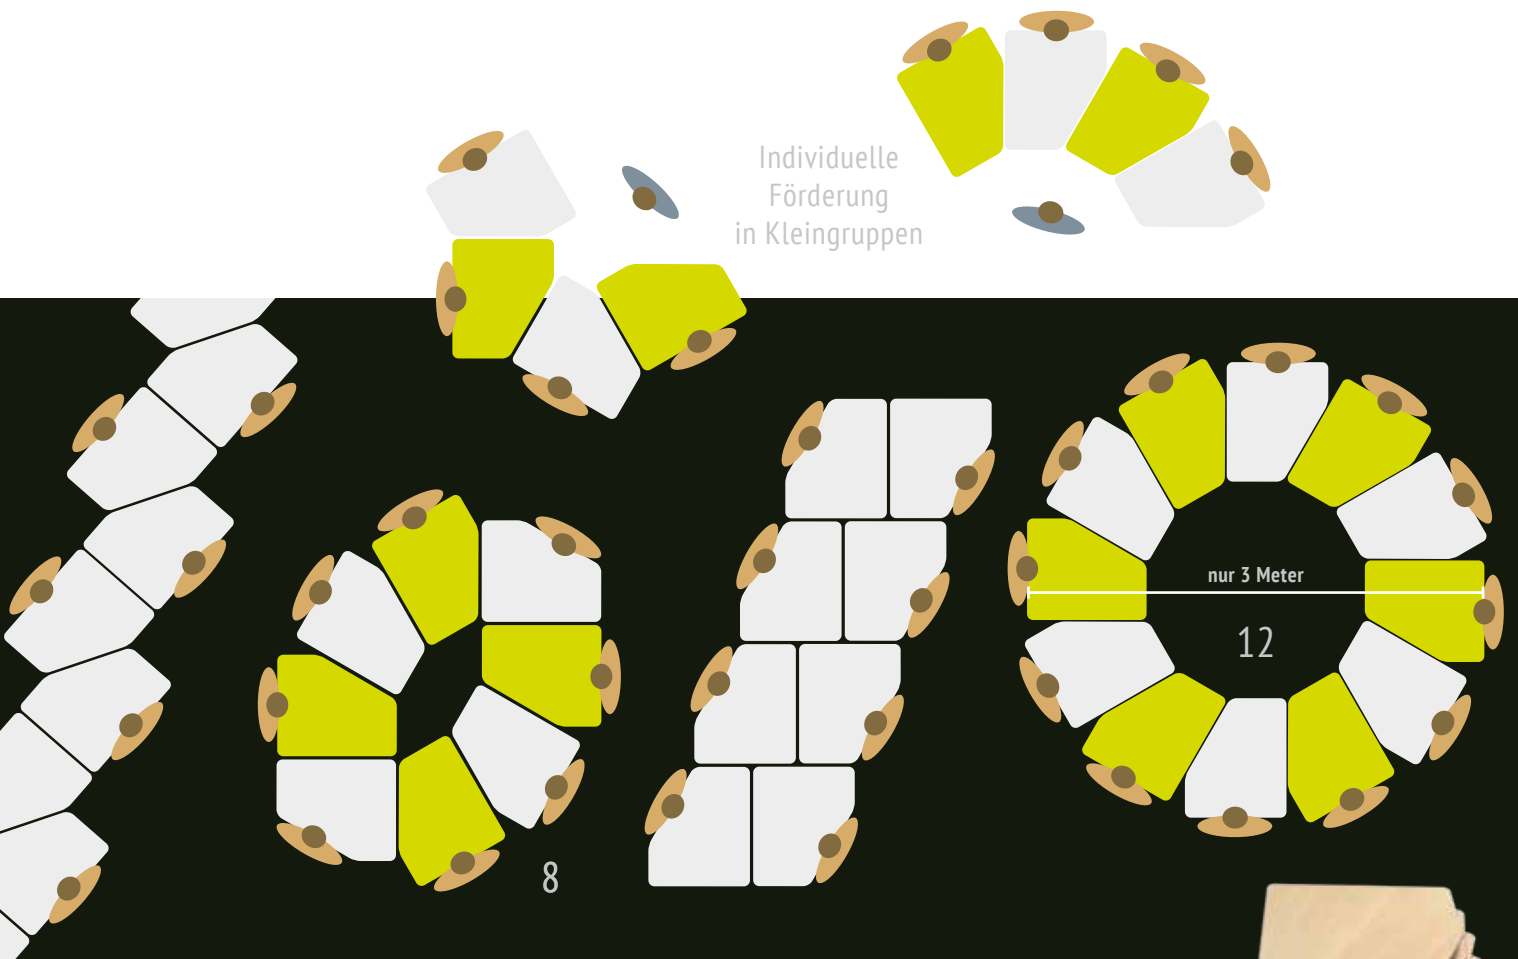 Individuelle
Förderung
in Kleingruppen
nur 3 Meter
12
8